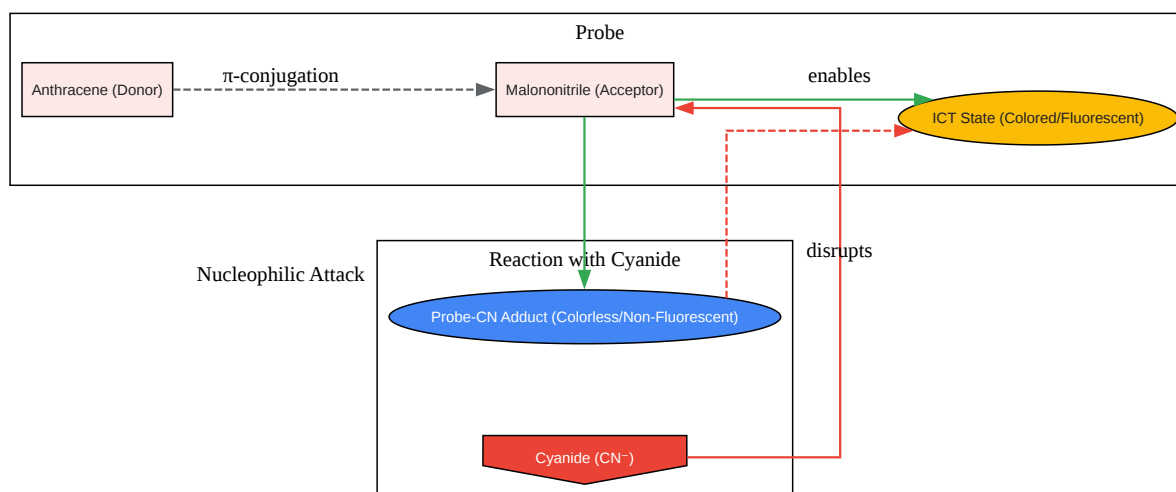 Probe
Anthracene (Donor)
π-conjugation
Malononitrile (Acceptor)
enables
ICT State (Colored/Fluorescent)
Nucleophilic Attack
Reaction with Cyanide
disrupts
Probe-CN Adduct (Colorless/Non-Fluorescent)
Cyanide (CN⁻)